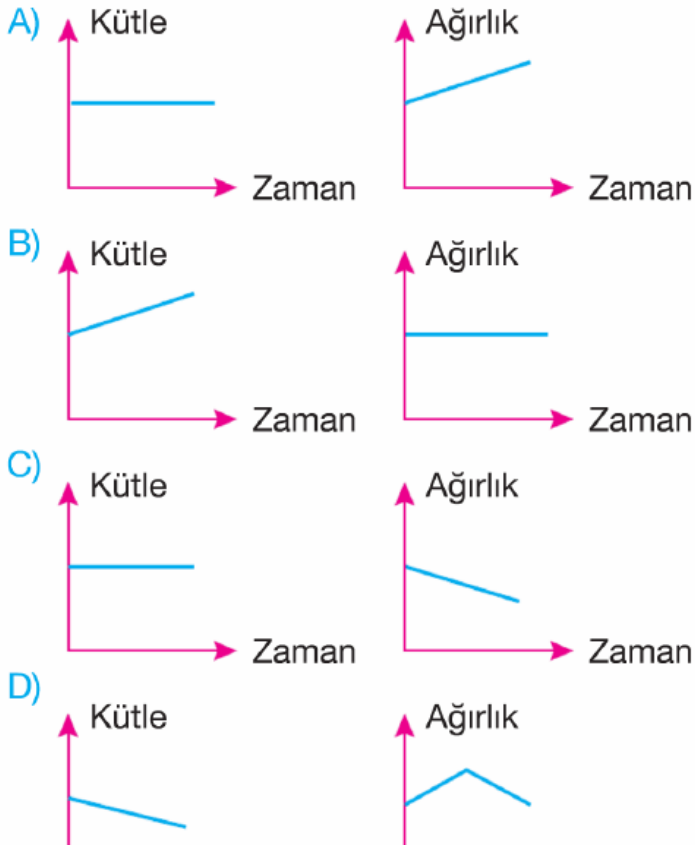 A) Kütle Ağırlık
Zaman Zaman
B) Kütle Ağırlık
Zaman Zaman
C) Kütle Ağırlık
Zaman Zaman
D) Kütle Ağırlık